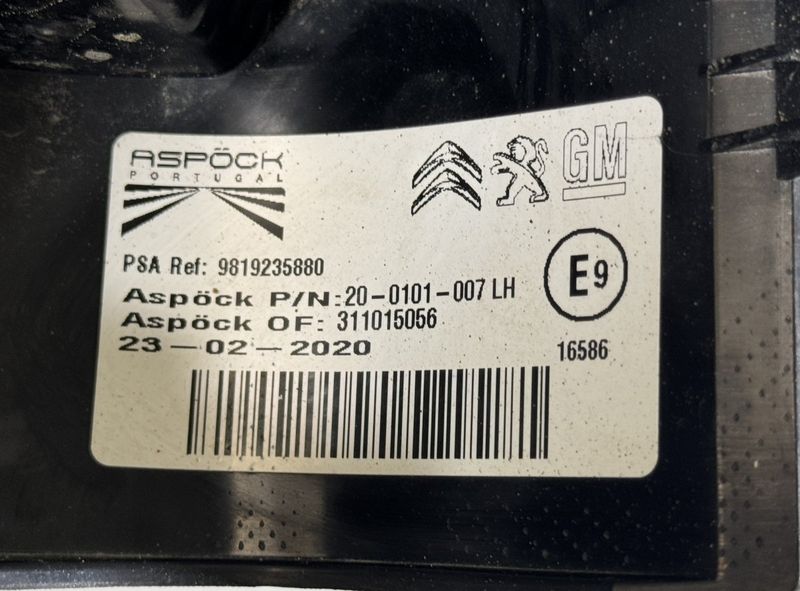 ASPÖCK
PORTUGAL
GM
PSA Ref: 9819235880
Aspöck P/N: 20-0101-007 LH
Aspöck OF: 311015056
23-02-2020
E9
16586